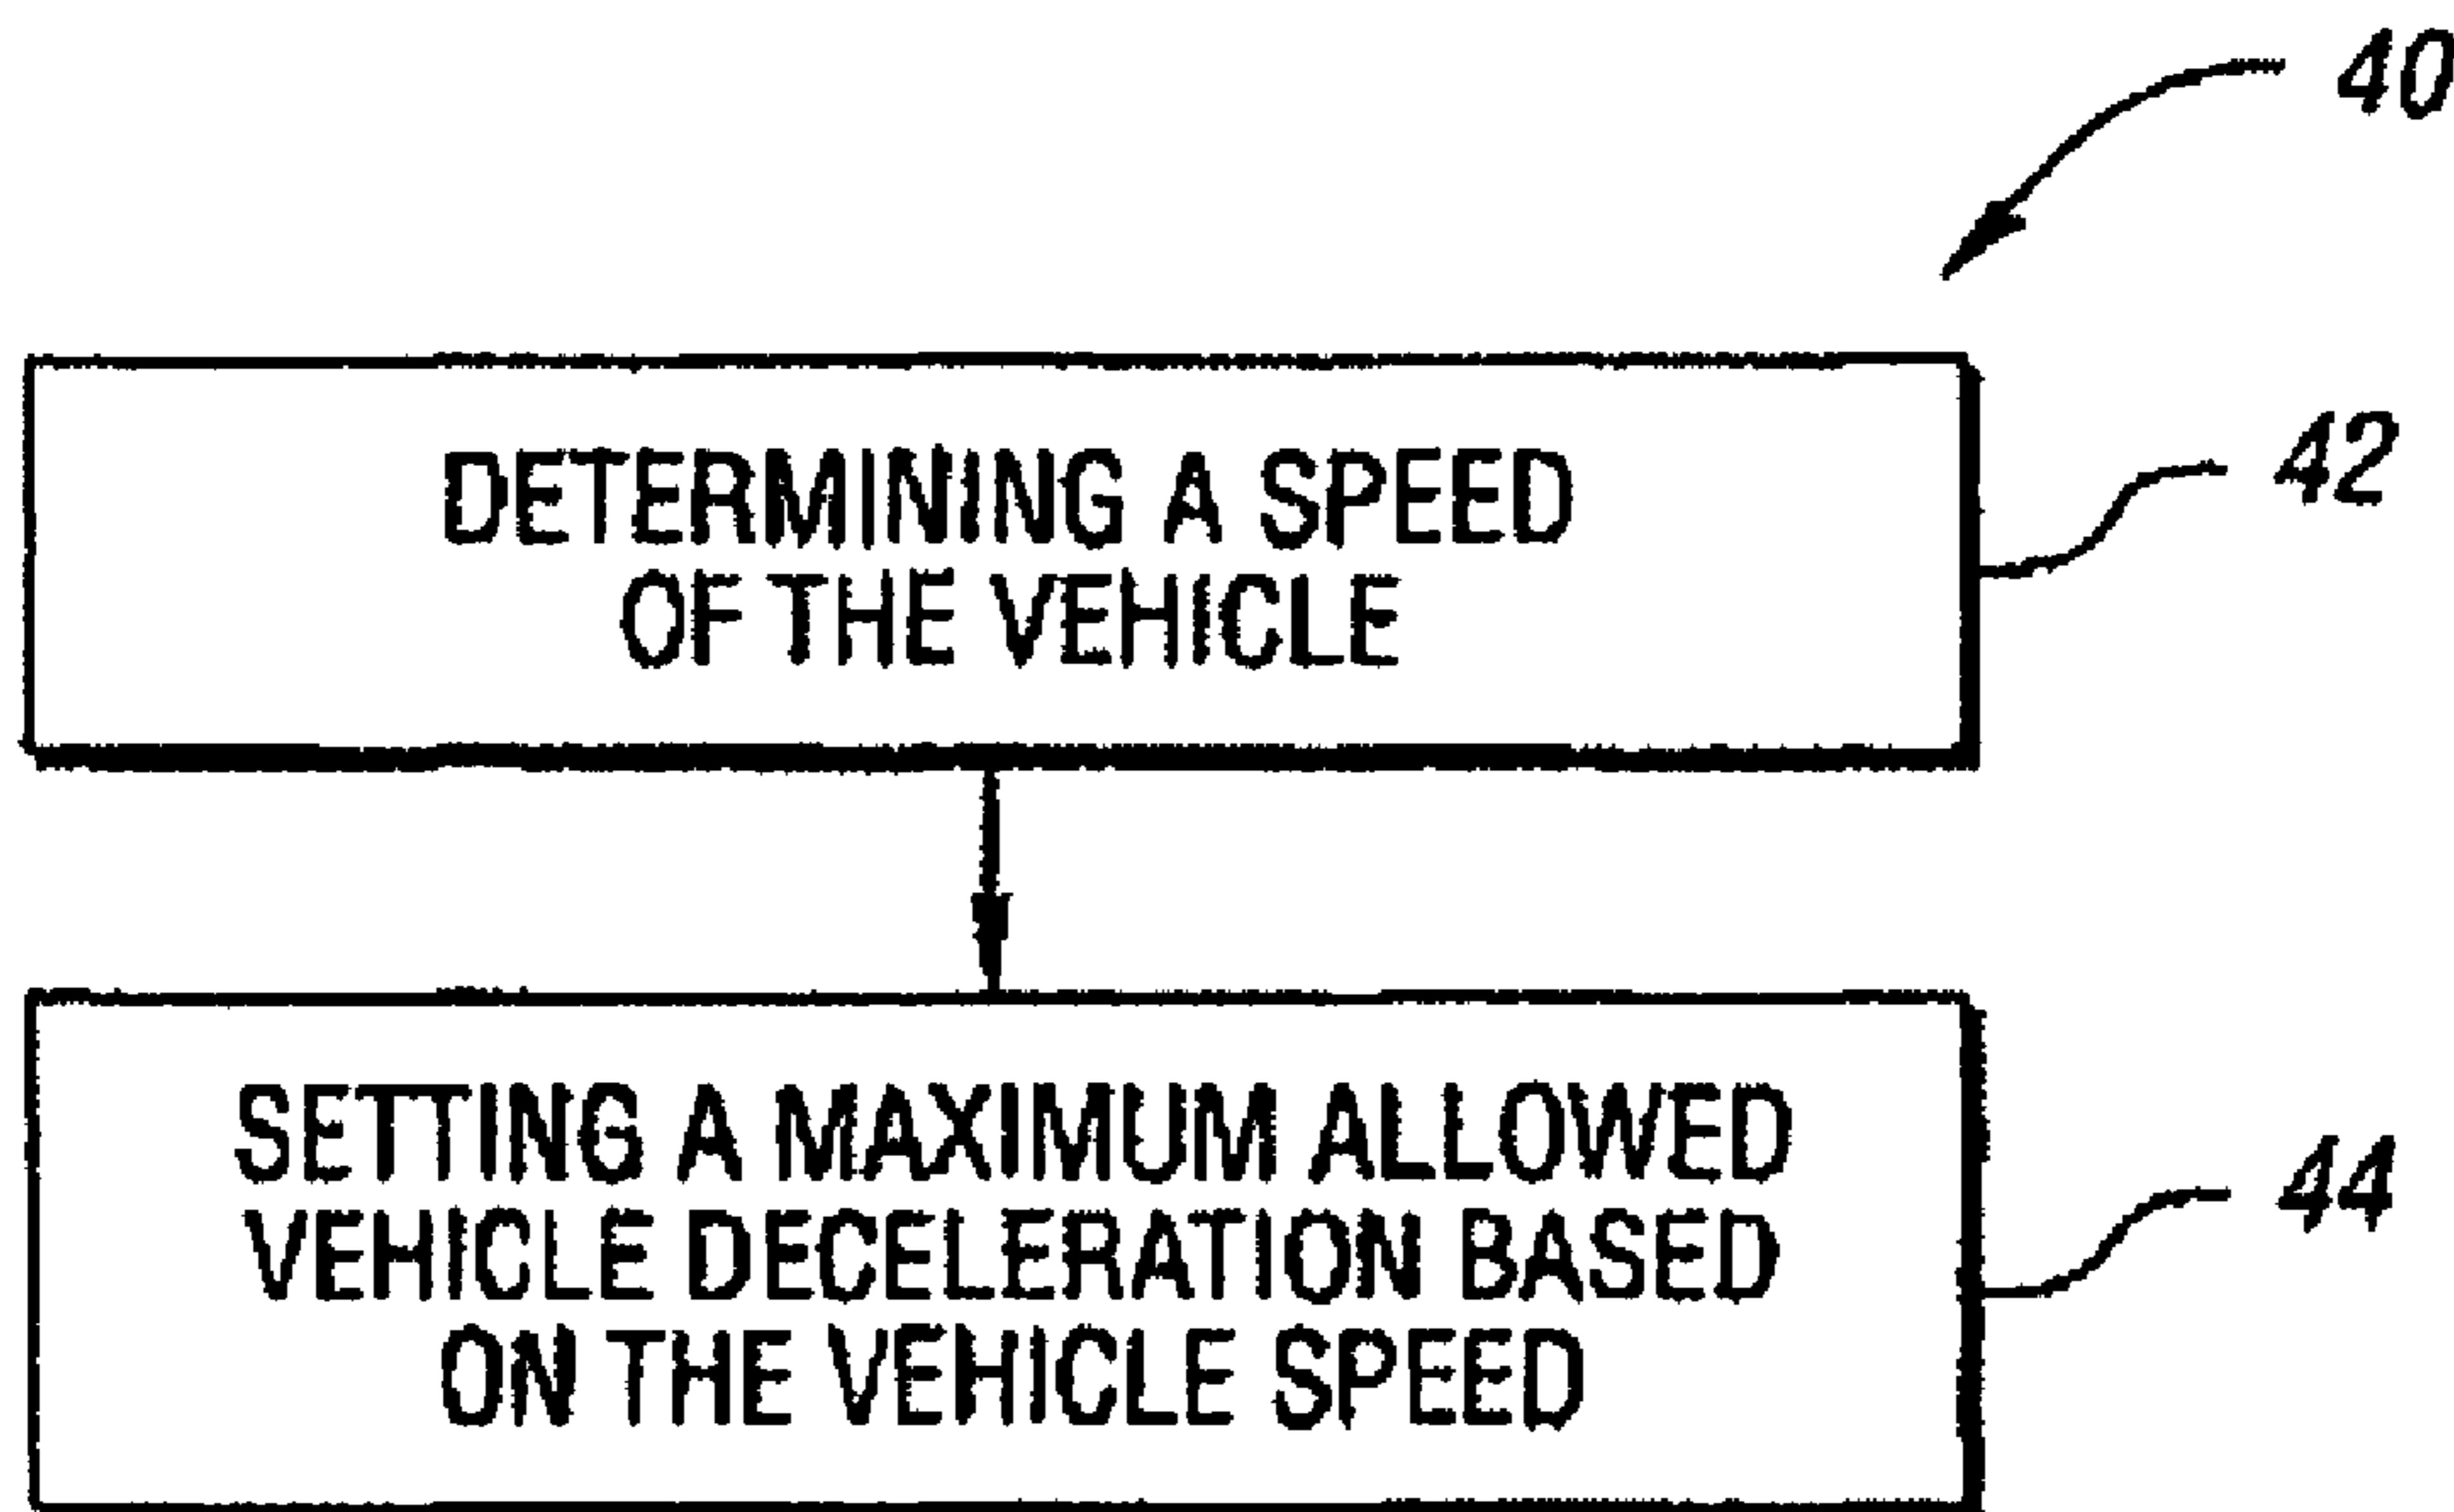 40
DETERMINING A SPEED
OF THE VEHICLE
42
SETTING A MAXIMUM ALLOWED
VEHICLE DECELERATION BASED
ON THE VEHICLE SPEED
44